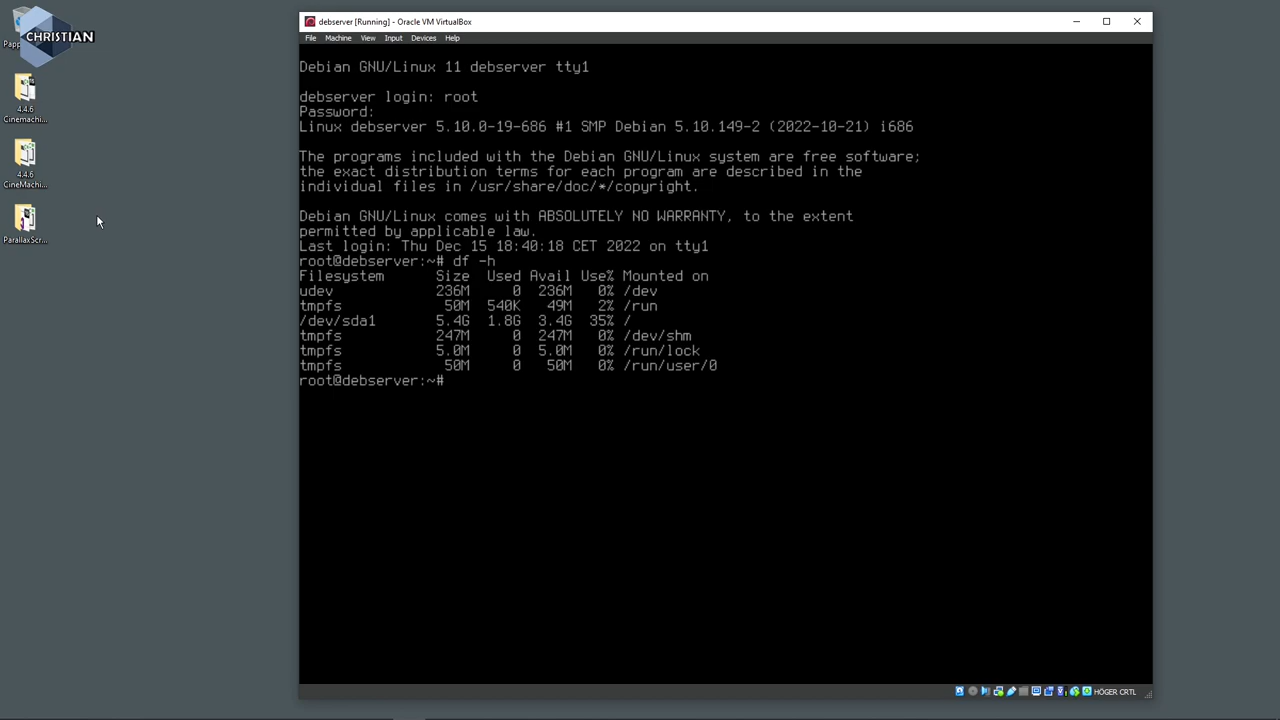 debserver [Running] - Oracle VM VirtualBox
File Machine View Input Devices Help
CHRISTIAN
4.4.6
Cinemachi...
4.4.6
CineMachi...
ParallaxScr...
Debian GNU/Linux 11 debserver tty1
debserver login: root
Password:
Linux debserver 5.10.0-19-686 #1 SMP Debian 5.10.149-2 (2022-10-21) i686
The programs included with the Debian GNU/Linux system are free software;
the exact distribution terms for each program are described in the
individual files in /usr/share/doc/*/copyright.
Debian GNU/Linux comes with ABSOLUTELY NO WARRANTY, to the extent
permitted by applicable law.
Last login: Thu Dec 15 18:40:18 CET 2022 on tty1
root@debserver:~# df -h
Filesystem Size Used Avail Use% Mounted on
udev 236M 0 236M 0% /dev
tmpfs 50M 540K 49M 2% /run
/dev/sda1 5.4G 1.8G 3.4G 35% /
tmpfs 247M 0 247M 0% /dev/shm
tmpfs 5.0M 0 5.0M 0% /run/lock
tmpfs 50M 0 50M 0% /run/user/0
root@debserver:~#
HÖGER CRTL